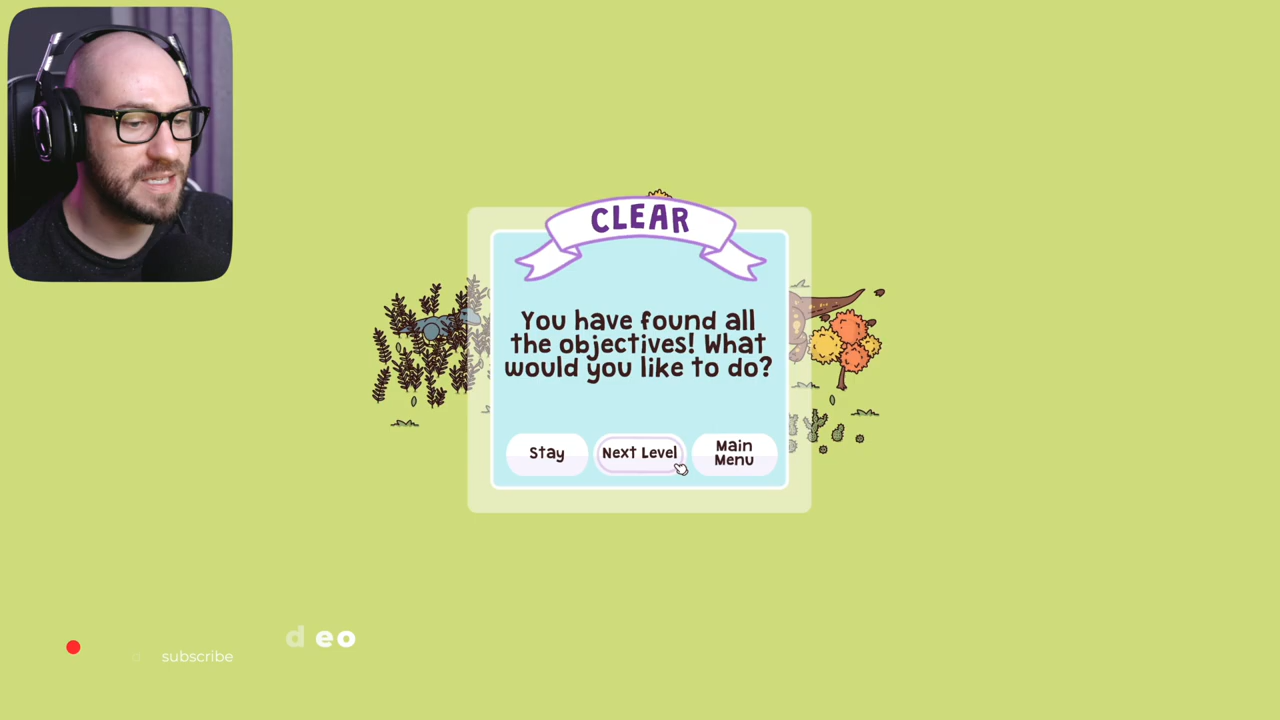 CLEAR
You have found all
the objectives! What
would you like to do?
Stay
Next Level
Main
Menu
d eo
subscribe